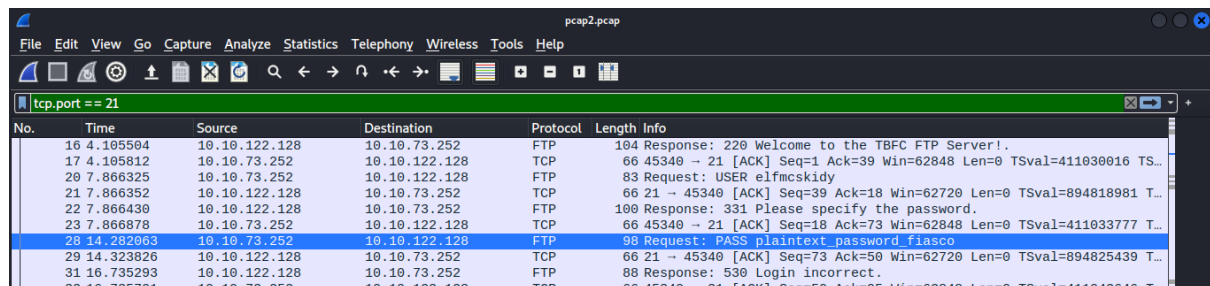 pcap2.pcap
File Edit View Go Capture Analyze Statistics Telephony Wireless Tools Help
tcp.port == 21
No. Time Source Destination Protocol Length Info
16 4.105504 10.10.122.128 10.10.73.252 FTP 104 Response: 220 Welcome to the TBFC FTP Server!.
17 4.105812 10.10.73.252 10.10.122.128 TCP 66 45340 → 21 [ACK] Seq=1 Ack=39 Win=62848 Len=0 TSval=411030016 TS…
20 7.866325 10.10.73.252 10.10.122.128 FTP 83 Request: USER elfmcskidy
21 7.866352 10.10.122.128 10.10.73.252 TCP 66 21 → 45340 [ACK] Seq=39 Ack=18 Win=62720 Len=0 TSval=894818981 T…
22 7.866430 10.10.122.128 10.10.73.252 FTP 100 Response: 331 Please specify the password.
23 7.866878 10.10.73.252 10.10.122.128 TCP 66 45340 → 21 [ACK] Seq=18 Ack=73 Win=62848 Len=0 TSval=411033777 T…
28 14.282063 10.10.73.252 10.10.122.128 FTP 98 Request: PASS plaintext_password_fiasco
29 14.323826 10.10.122.128 10.10.73.252 TCP 66 21 → 45340 [ACK] Seq=73 Ack=50 Win=62720 Len=0 TSval=894825439 T…
31 16.735293 10.10.122.128 10.10.73.252 FTP 88 Response: 530 Login incorrect.